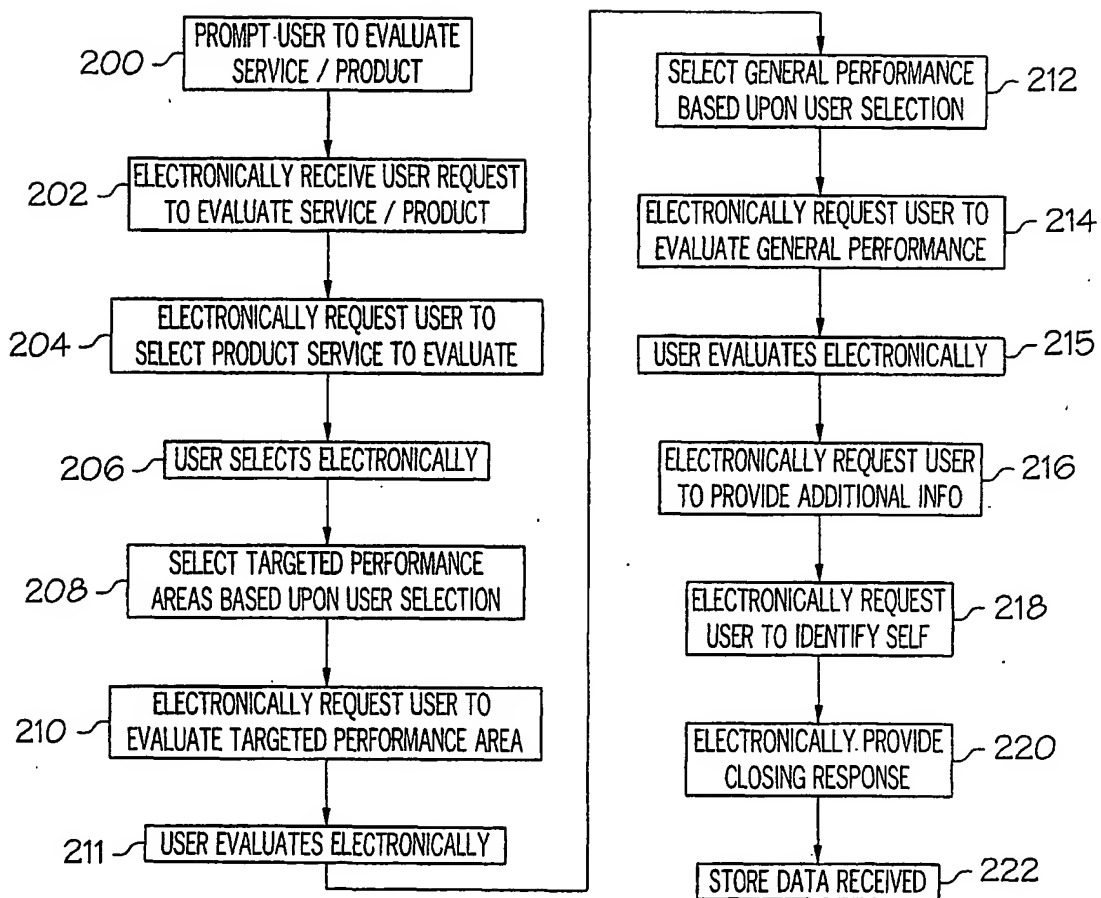 200
PROMPT USER TO EVALUATE
SERVICE / PRODUCT
202
ELECTRONICALLY RECEIVE USER REQUEST
TO EVALUATE SERVICE / PRODUCT
204
ELECTRONICALLY REQUEST USER TO
SELECT PRODUCT SERVICE TO EVALUATE
206
USER SELECTS ELECTRONICALLY
208
SELECT TARGETED PERFORMANCE
AREAS BASED UPON USER SELECTION
210
ELECTRONICALLY REQUEST USER TO
EVALUATE TARGETED PERFORMANCE AREA
211
USER EVALUATES ELECTRONICALLY
SELECT GENERAL PERFORMANCE
BASED UPON USER SELECTION
212
ELECTRONICALLY REQUEST USER TO
EVALUATE GENERAL PERFORMANCE
214
USER EVALUATES ELECTRONICALLY
215
ELECTRONICALLY REQUEST USER
TO PROVIDE ADDITIONAL INFO
216
ELECTRONICALLY REQUEST
USER TO IDENTIFY SELF
218
ELECTRONICALLY PROVIDE
CLOSING RESPONSE
220
STORE DATA RECEIVED
222